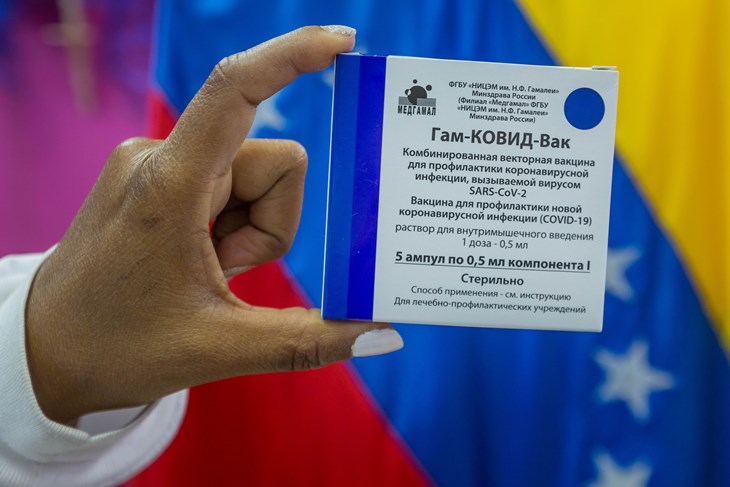 МЕДГАМАЛ
ФГБУ «НИЦЭМ им. Н.Ф. Гамалеи»
Минздрава России
(Филиал «Медгамал» ФГБУ
«НИЦЭМ им. Н.Ф. Гамалеи»
Минздрава России)
Гам-КОВИД-Вак
Комбинированная векторная вакцина
для профилактики коронавирусной
инфекции, вызываемой вирусом
SARS-CoV-2
Вакцина для профилактики новой
коронавирусной инфекции (COVID-19)
раствор для внутримышечного введения
1 доза - 0,5 мл
5 ампул по 0,5 мл компонента I
Стерильно
Способ применения - см. инструкцию
Для лечебно-профилактических учреждений